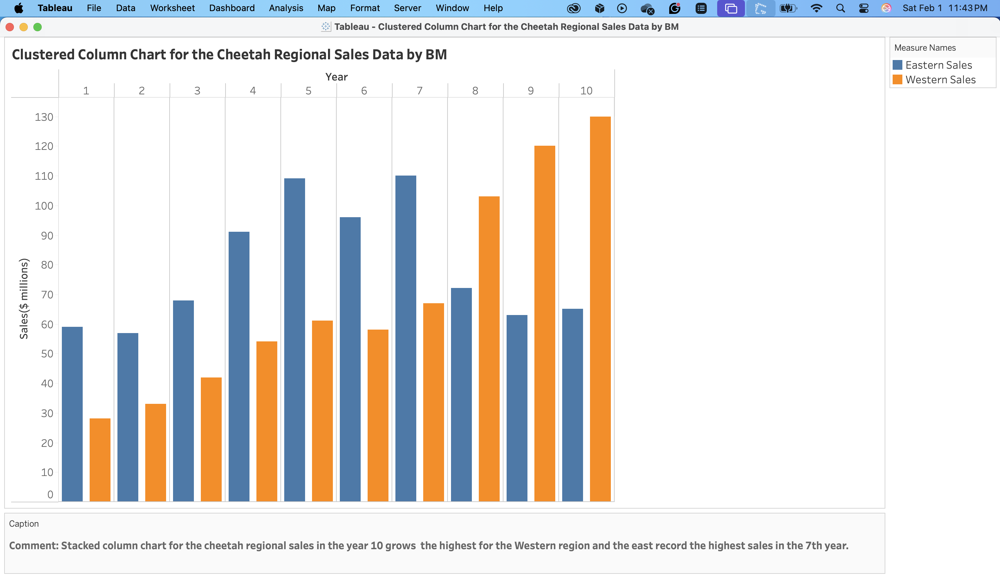 Tableau File Data Worksheet Dashboard Analysis Map Format Server Window Help Sat Feb 1 11:43 PM
Tableau - Clustered Column Chart for the Cheetah Regional Sales Data by BM
Clustered Column Chart for the Cheetah Regional Sales Data by BM
Measure Names
Eastern Sales
Western Sales
Year
1 2 3 4 5 6 7 8 9 10
130
120
110
100
90
80
70
60
50
40
30
20
10
0
Sales($ millions)
Caption
Comment: Stacked column chart for the cheetah regional sales in the year 10 grows  the highest for the Western region and the east record the highest sales in the 7th year.